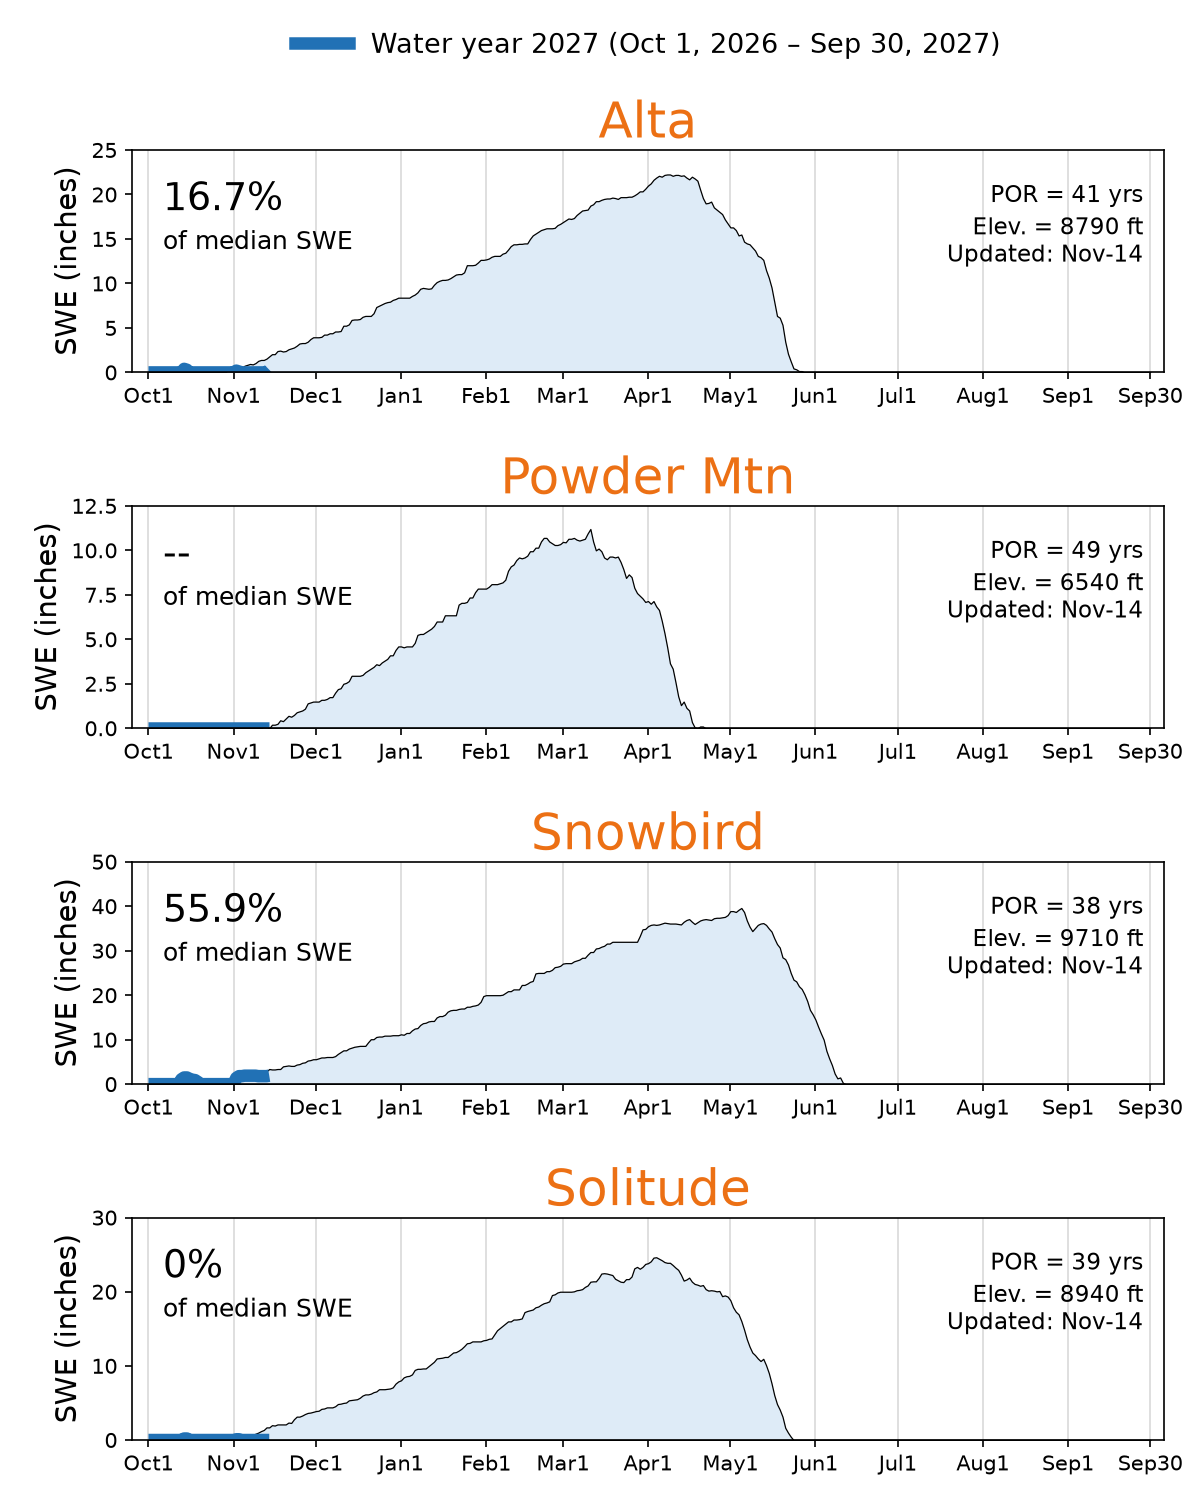 Water year 2027 (Oct 1, 2026 – Sep 30, 2027)
Alta
SWE (inches)
25
20
15
10
5
0
16.7%
of median SWE
POR = 41 yrs
Elev. = 8790 ft
Updated: Nov-14
Oct1 Nov1 Dec1 Jan1 Feb1 Mar1 Apr1 May1 Jun1 Jul1 Aug1 Sep1 Sep30
Powder Mtn
SWE (inches)
12.5
10.0
7.5
5.0
2.5
0.0
--
of median SWE
POR = 49 yrs
Elev. = 6540 ft
Updated: Nov-14
Oct1 Nov1 Dec1 Jan1 Feb1 Mar1 Apr1 May1 Jun1 Jul1 Aug1 Sep1 Sep30
Snowbird
SWE (inches)
50
40
30
20
10
0
55.9%
of median SWE
POR = 38 yrs
Elev. = 9710 ft
Updated: Nov-14
Oct1 Nov1 Dec1 Jan1 Feb1 Mar1 Apr1 May1 Jun1 Jul1 Aug1 Sep1 Sep30
Solitude
SWE (inches)
30
20
10
0
0%
of median SWE
POR = 39 yrs
Elev. = 8940 ft
Updated: Nov-14
Oct1 Nov1 Dec1 Jan1 Feb1 Mar1 Apr1 May1 Jun1 Jul1 Aug1 Sep1 Sep30